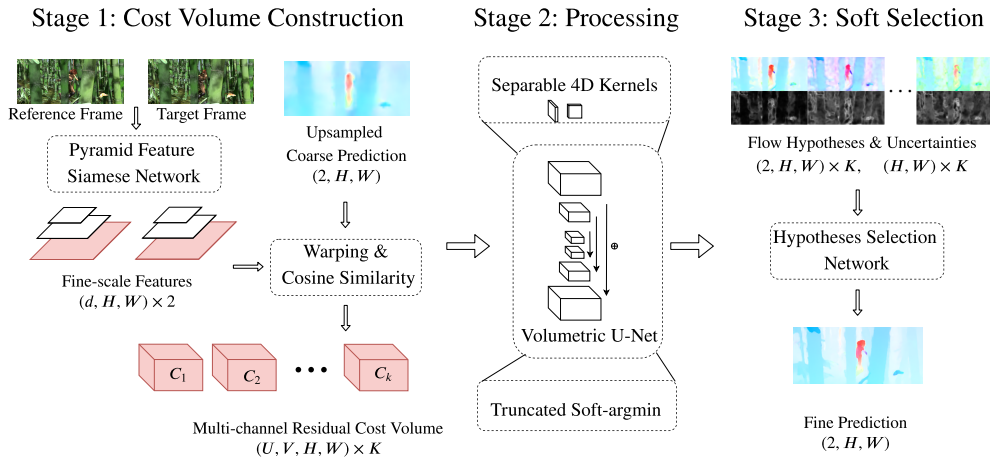 Stage 1: Cost Volume Construction
Reference Frame
Target Frame
Pyramid Feature
Siamese Network
Upsampled
Coarse Prediction
(2, H, W)
Fine-scale Features
(d, H, W) × 2
Warping &
Cosine Similarity
C₁
C₂
•••
Cₖ
Multi-channel Residual Cost Volume
(U, V, H, W) × K
Stage 2: Processing
Separable 4D Kernels
⊕
Volumetric U-Net
Truncated Soft-argmin
Stage 3: Soft Selection
•••
Flow Hypotheses & Uncertainties
(2, H, W) × K, (H, W) × K
Hypotheses Selection
Network
Fine Prediction
(2, H, W)